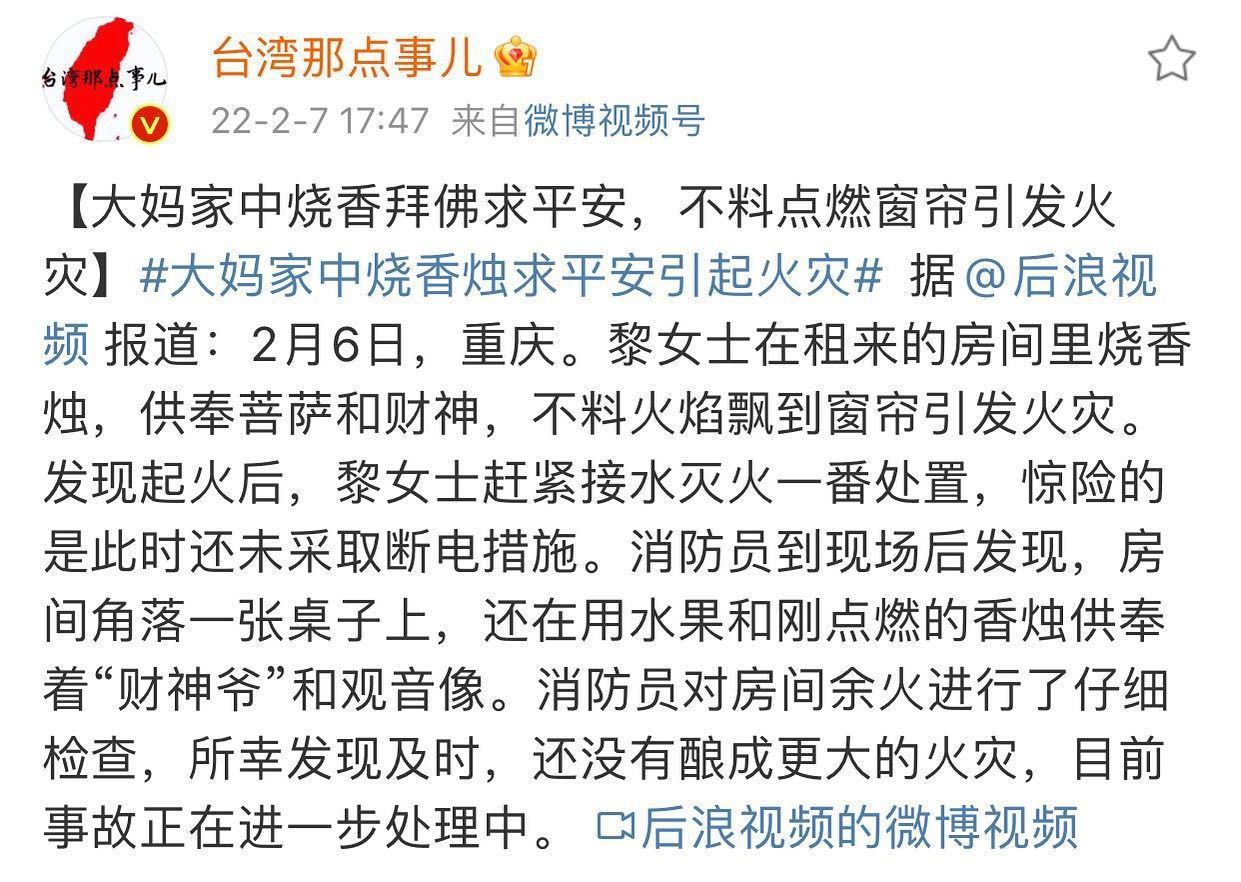 台湾那点事儿
台湾那点事儿
22-2-7 17:47 来自微博视频号
【大妈家中烧香拜佛求平安，不料点燃窗帘引发火
灾】#大妈家中烧香烛求平安引起火灾# 据@后浪视
频 报道：2月6日，重庆。黎女士在租来的房间里烧香
烛，供奉菩萨和财神，不料火焰飘到窗帘引发火灾。
发现起火后，黎女士赶紧接水灭火一番处置，惊险的
是此时还未采取断电措施。消防员到现场后发现，房
间角落一张桌子上，还在用水果和刚点燃的香烛供奉
着“财神爷”和观音像。消防员对房间余火进行了仔细
检查，所幸发现及时，还没有酿成更大的火灾，目前
事故正在进一步处理中。 后浪视频的微博视频